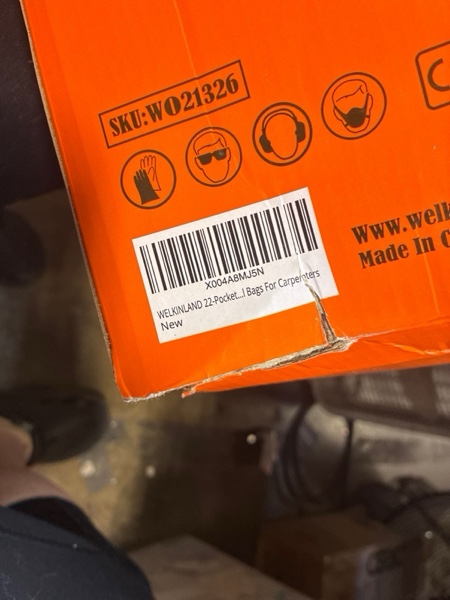 SKU:WO21326
Www.welk
Made In C
X004A8MJ5N
WELKINLAND 22-Pocket...l Bags For Carpenters
New